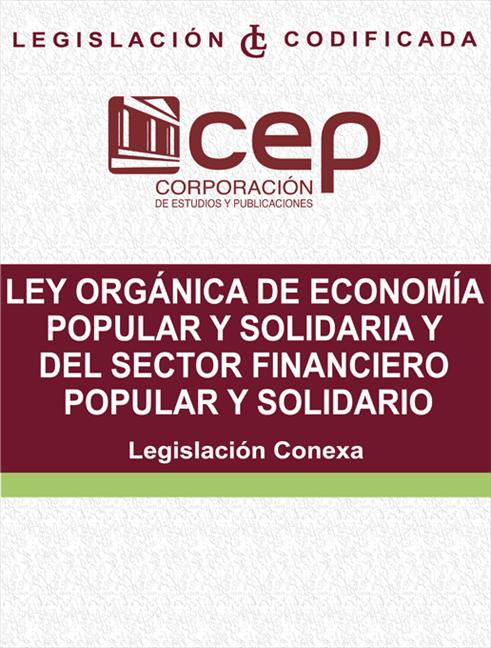 LEGISLACIÓN LC CODIFICADA
cep
CORPORACIÓN
DE ESTUDIOS Y PUBLICACIONES
LEY ORGÁNICA DE ECONOMÍA
POPULAR Y SOLIDARIA Y
DEL SECTOR FINANCIERO
POPULAR Y SOLIDARIO
Legislación Conexa